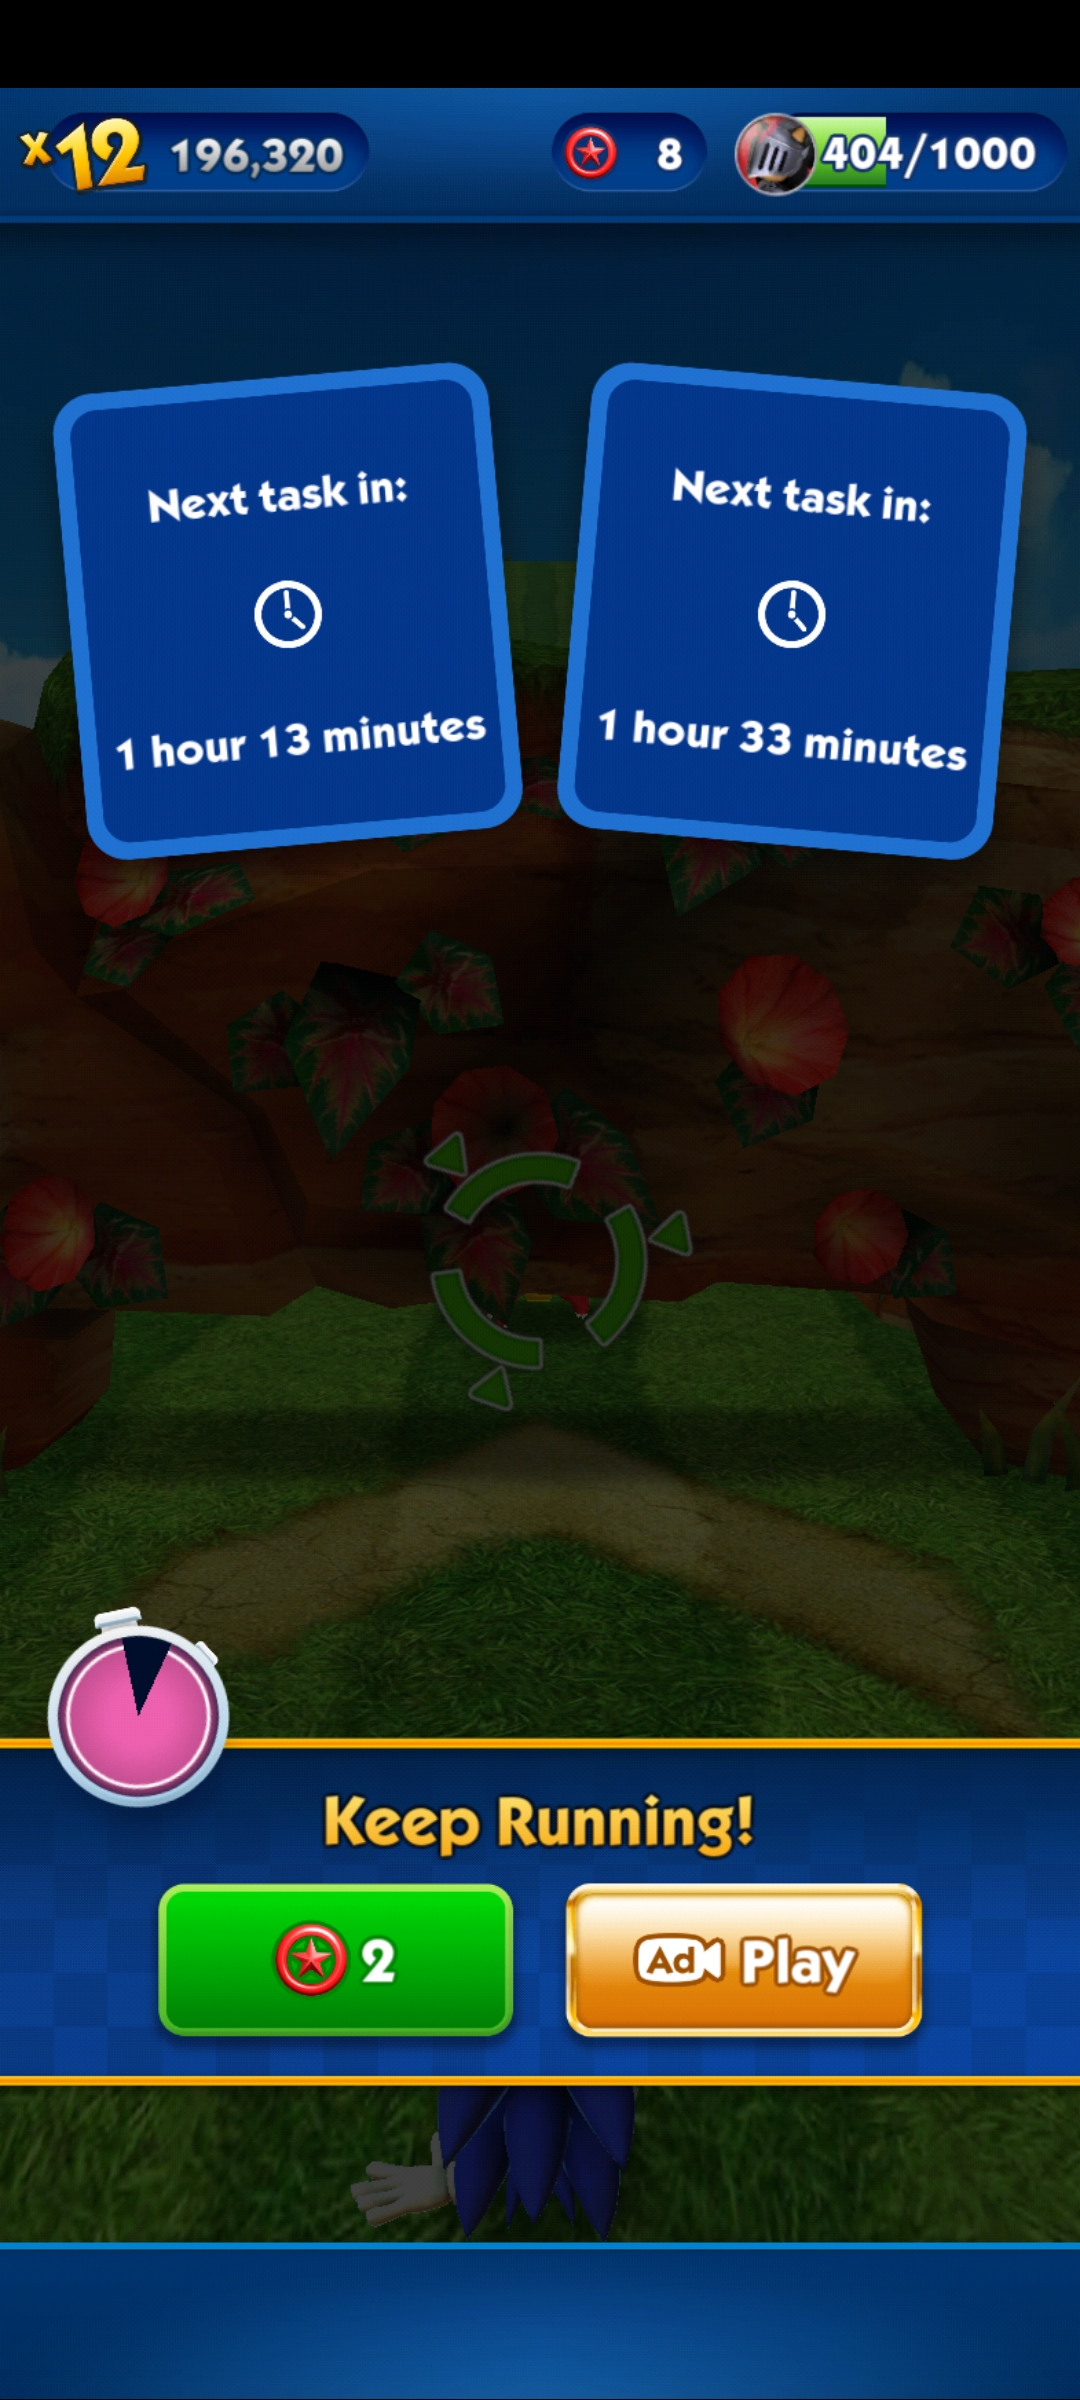 x12 196,320 8 404/1000
Next task in:
1 hour 13 minutes
Next task in:
1 hour 33 minutes
Keep Running!
2
Ad Play